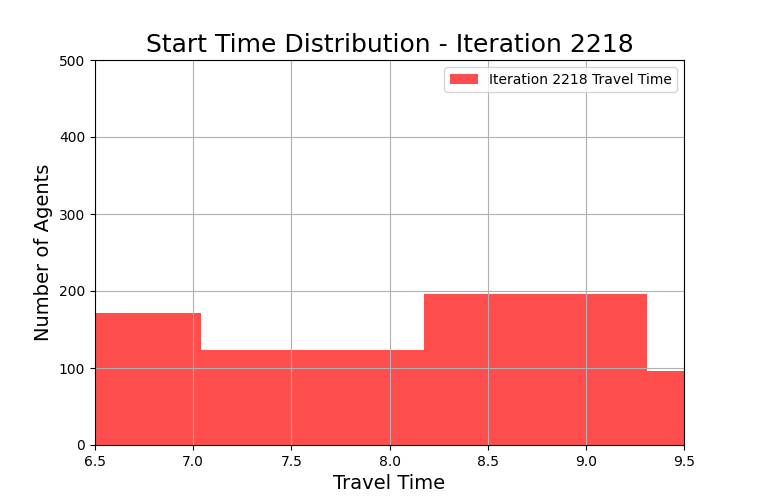 Start Time Distribution - Iteration 2218
Iteration 2218 Travel Time
Number of Agents
500
400
300
200
100
0
6.5 7.0 7.5 8.0 8.5 9.0 9.5
Travel Time